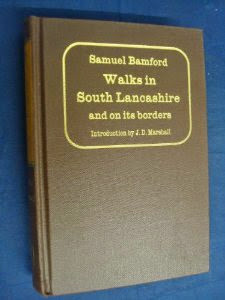 Samuel Bamford
Walks in
South Lancashire
and on its borders
Introduction by J. D. Marshall